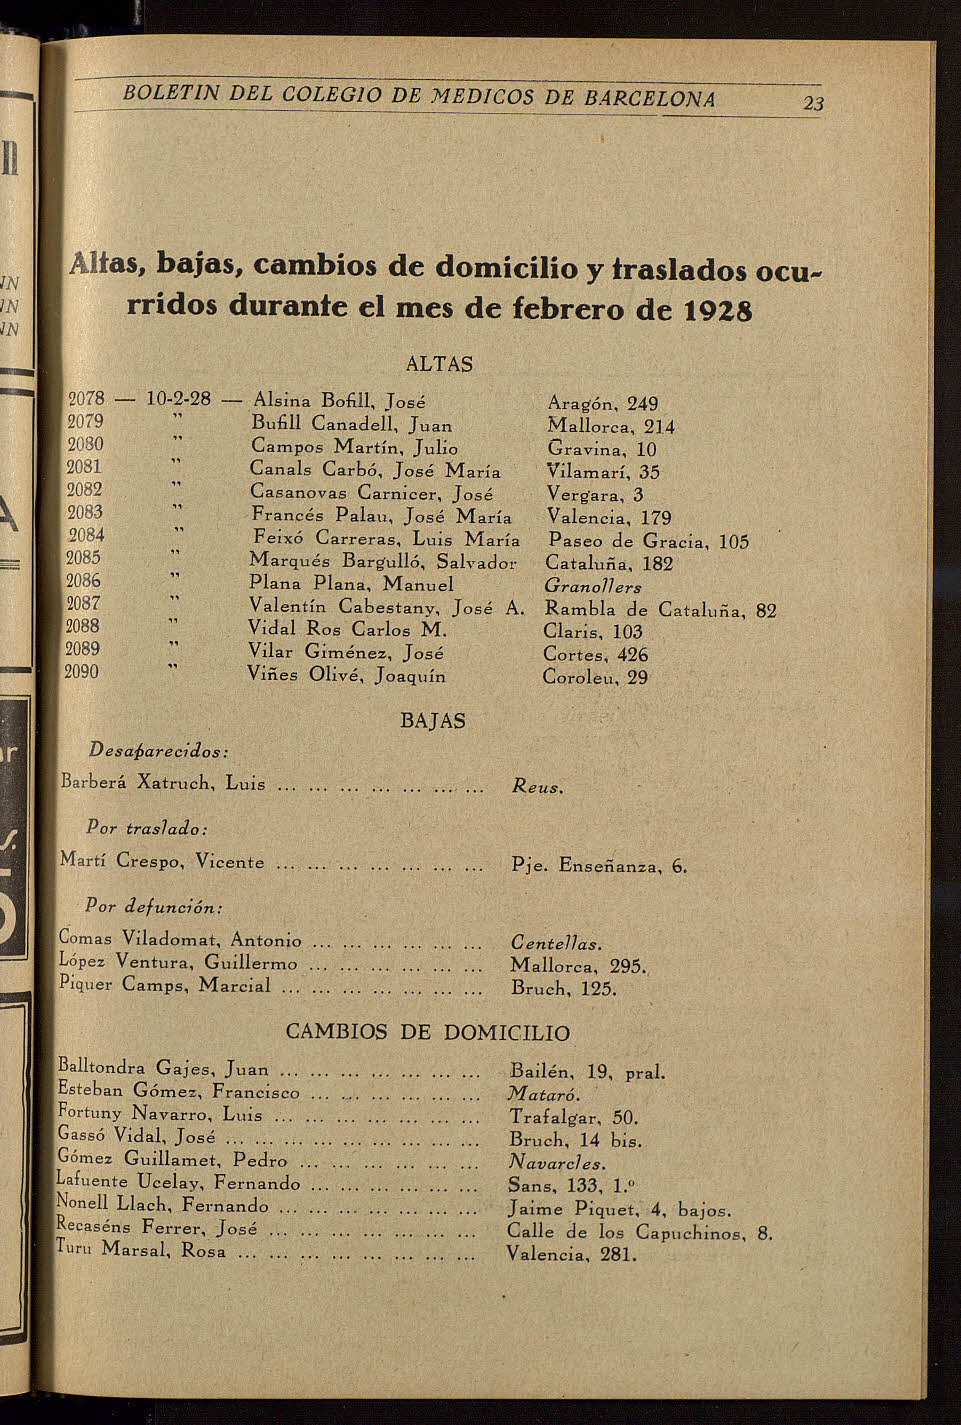 BOLETIN DEL COLEGIO DE MEDICOS DE BARCELONA 23
Altas, bajas, cambios de domicilio y traslados ocu-
rridos durante el mes de febrero de 1928
ALTAS
2078 — 10-2-28 — Alsina Bofill, José Aragón, 249
2079 " Bufill Canadell, Juan Mallorca, 214
2080 " Campos Martín, Julio Gravina, 10
2081 " Canals Carbó, José María Vilamarí, 35
2082 " Casanovas Carnicer, José Vergara, 3
2083 " Francés Palau, José María Valencia, 179
2084 " Feixó Carreras, Luis María Paseo de Gracia, 105
2085 " Marqués Bargulló, Salvador Cataluña, 182
2086 " Plana Plana, Manuel Granollers
2087 " Valentín Cabestany, José A. Rambla de Cataluña, 82
2088 " Vidal Ros Carlos M. Claris, 103
2089 " Vilar Giménez, José Cortes, 426
2090 " Viñes Olivé, Joaquín Coroleu, 29
BAJAS
Desaparecidos:
Barberá Xatruch, Luis ... ... ... ... ... ... ... Reus.
Por traslado:
Martí Crespo, Vicente ... ... ... ... ... ... ... Pje. Enseñanza, 6.
Por defunción:
Comas Viladomat, Antonio ... ... ... ... ... ... Centellas.
López Ventura, Guillermo ... ... ... ... ... ... Mallorca, 295.
Piquer Camps, Marcial ... ... ... ... ... ... ... Bruch, 125.
CAMBIOS DE DOMICILIO
Balltondra Gajes, Juan ... ... ... ... ... ... ... Bailén, 19, pral.
Esteban Gómez, Francisco ... ... ... ... ... ... Mataró.
Fortuny Navarro, Luis ... ... ... ... ... ... ... Trafalgar, 50.
Gassó Vidal, José ... ... ... ... ... ... ... ... ... Bruch, 14 bis.
Gómez Guillamet, Pedro ... ... ... ... ... ... Navarcles.
Lafuente Ucelay, Fernando ... ... ... ... ... ... Sans, 133, 1.º
Nonell Llach, Fernando ... ... ... ... ... ... ... Jaime Piquet, 4, bajos.
Recaséns Ferrer, José ... ... ... ... ... ... ... Calle de los Capuchinos, 8.
Turu Marsal, Rosa ... ... ... ... ... ... ... ... Valencia, 281.